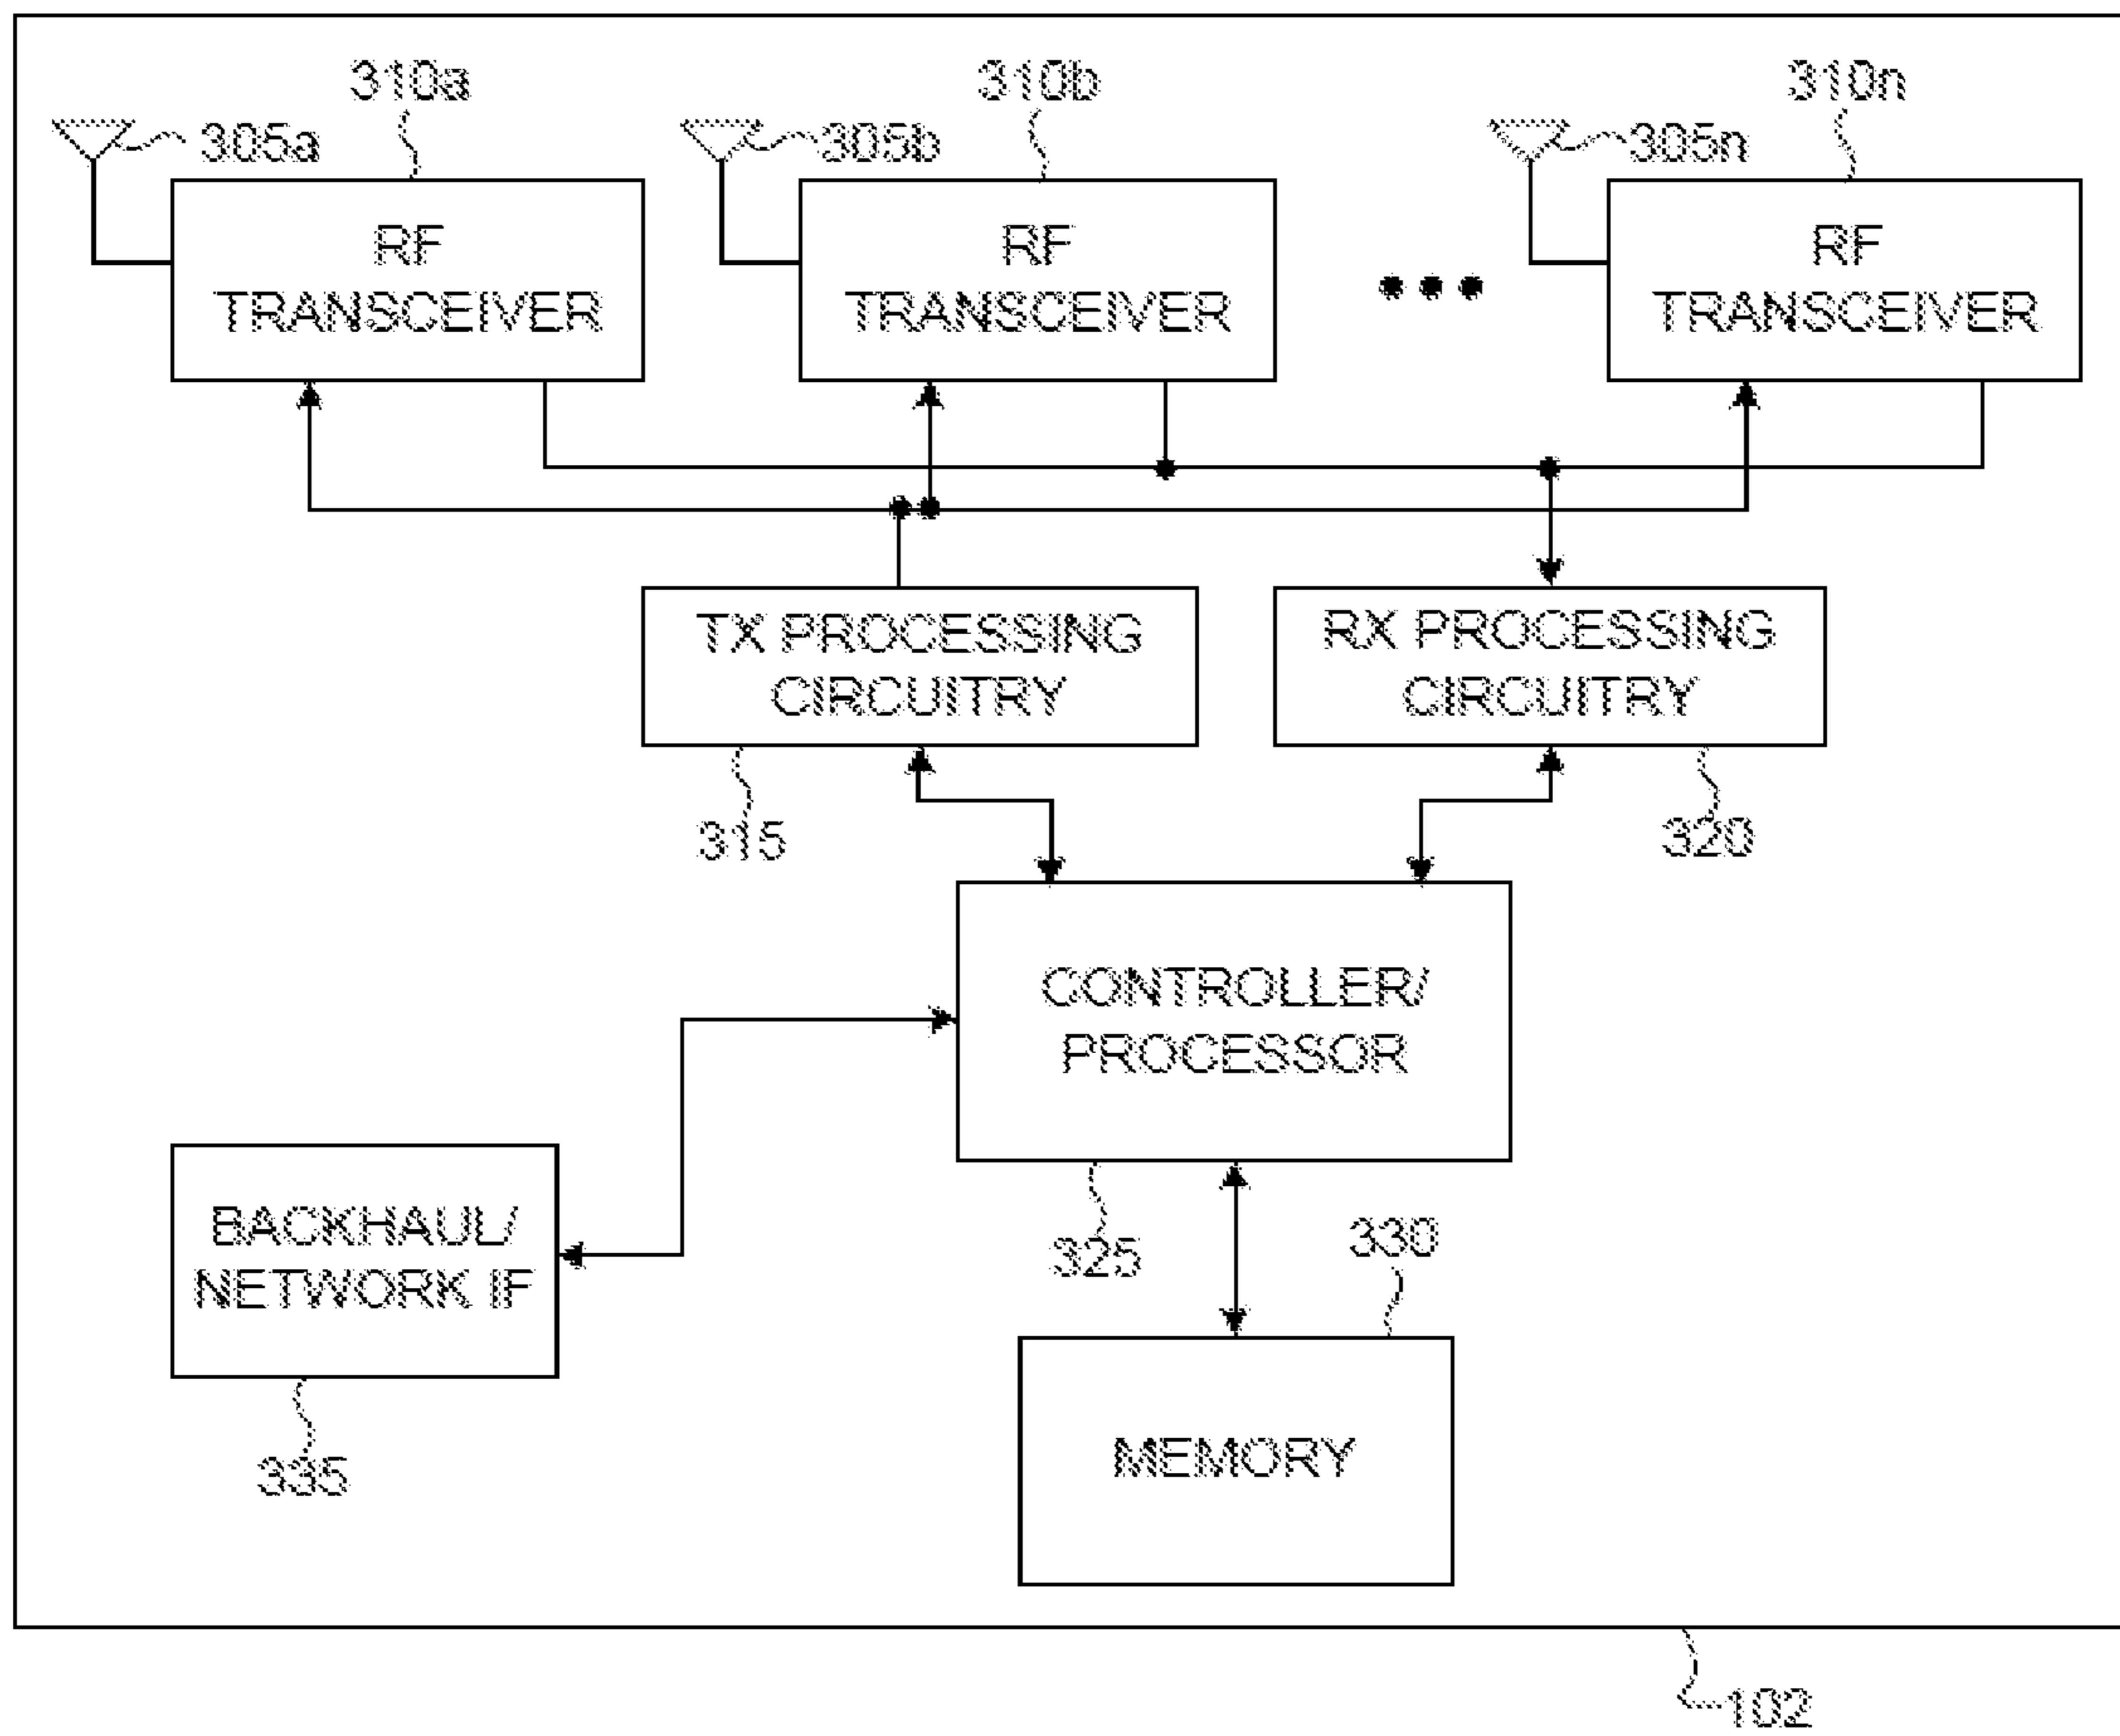 310a
310b
310n
305a
305b
305n
RF
TRANSCEIVER
RF
TRANSCEIVER
RF
TRANSCEIVER
TX PROCESSING
CIRCUITRY
RX PROCESSING
CIRCUITRY
315
320
CONTROLLER/
PROCESSOR
BACKHAUL/
NETWORK IF
325
330
335
MEMORY
102